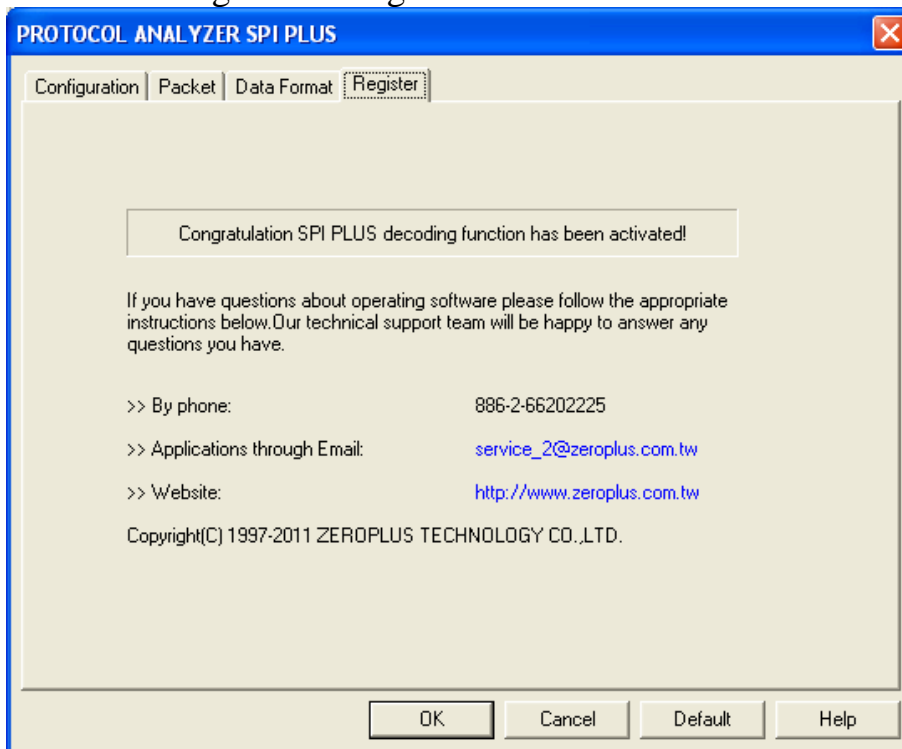 PROTOCOL ANALYZER SPI PLUS
Configuration Packet Data Format Register
Congratulation SPI PLUS decoding function has been activated!
If you have questions about operating software please follow the appropriate
instructions below.Our technical support team will be happy to answer any
questions you have.
>> By phone: 886-2-66202225
>> Applications through Email: service_2@zeroplus.com.tw
>> Website: http://www.zeroplus.com.tw
Copyright(C) 1997-2011 ZEROPLUS TECHNOLOGY CO.,LTD.
OK Cancel Default Help